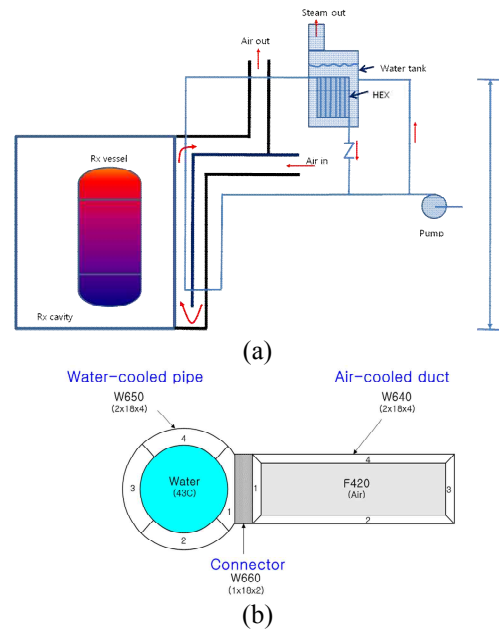 Steam out
Air out
Water tank
HEX
Air in
Rx vessel
Pump
Rx cavity
(a)
Water-cooled pipe
Air-cooled duct
W650
(2x18x4)
W640
(2x18x4)
4
4
Water
(43C)
F420
(Air)
3
1
1
3
2
2
Connector
W660
(1x18x2)
(b)